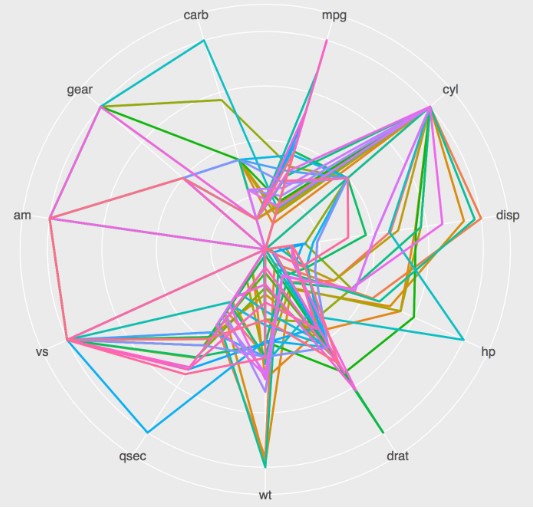 carb
mpg
gear
cyl
am
disp
vs
hp
qsec
drat
wt